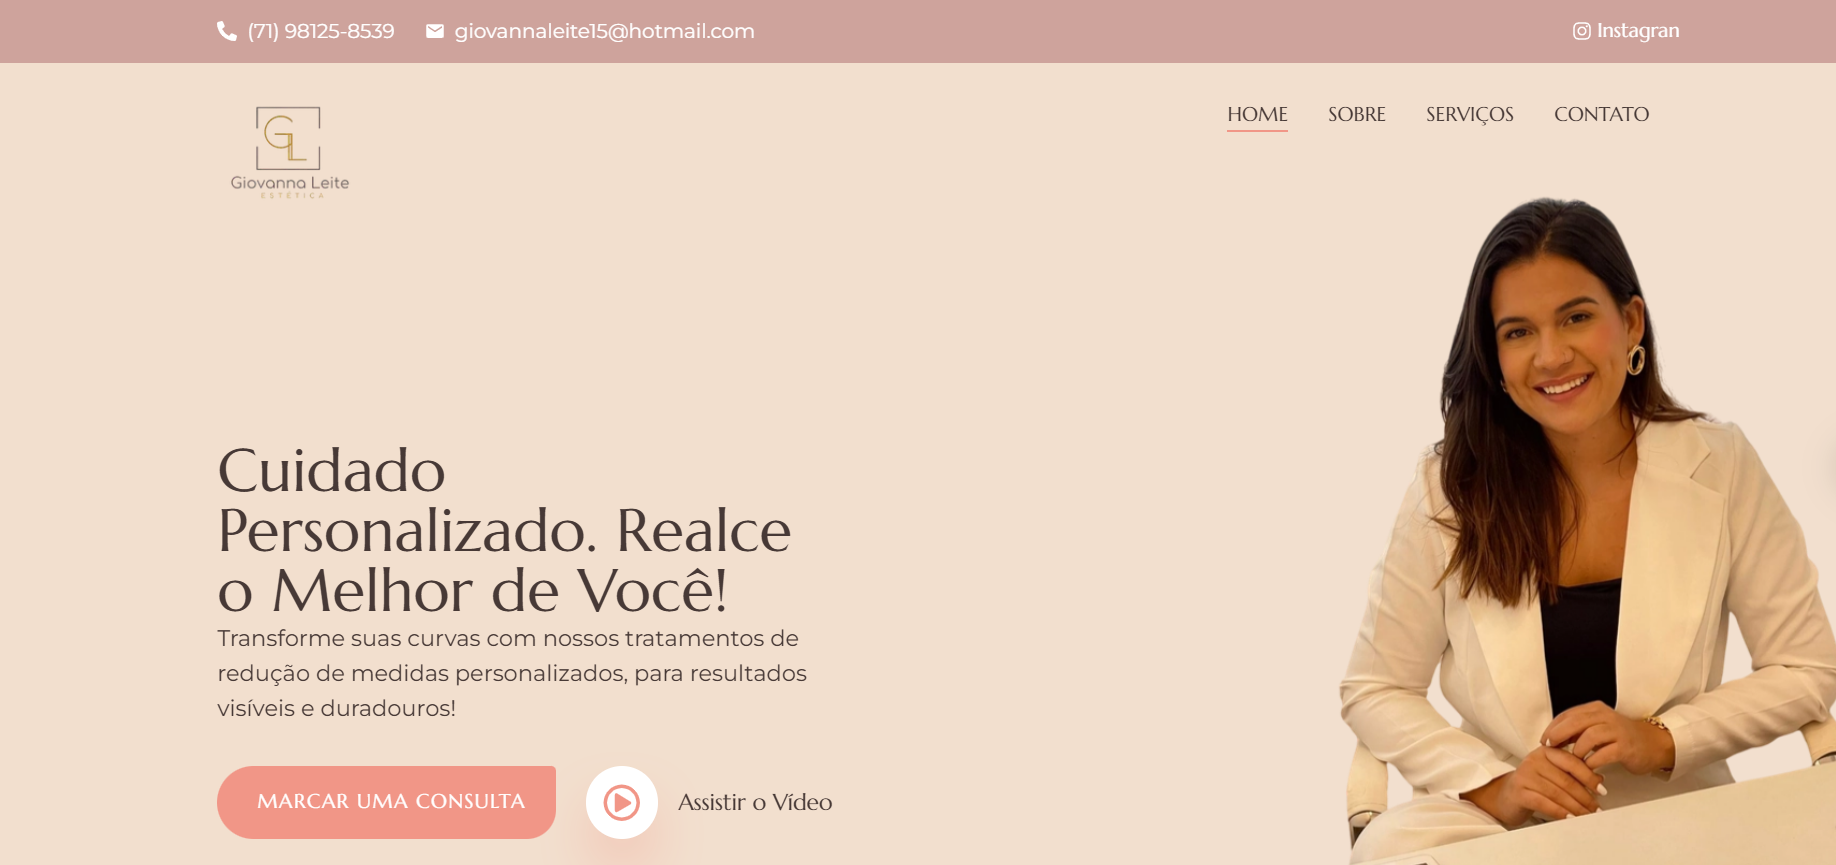 (71) 98125-8539
giovannaleite15@hotmail.com
Instagran
GL
Giovanna Leite
ESTÉTICA
HOME
SOBRE
SERVIÇOS
CONTATO
Cuidado
Personalizado. Realce
o Melhor de Você!
Transforme suas curvas com nossos tratamentos de
redução de medidas personalizados, para resultados
visíveis e duradouros!
MARCAR UMA CONSULTA
Assistir o Vídeo